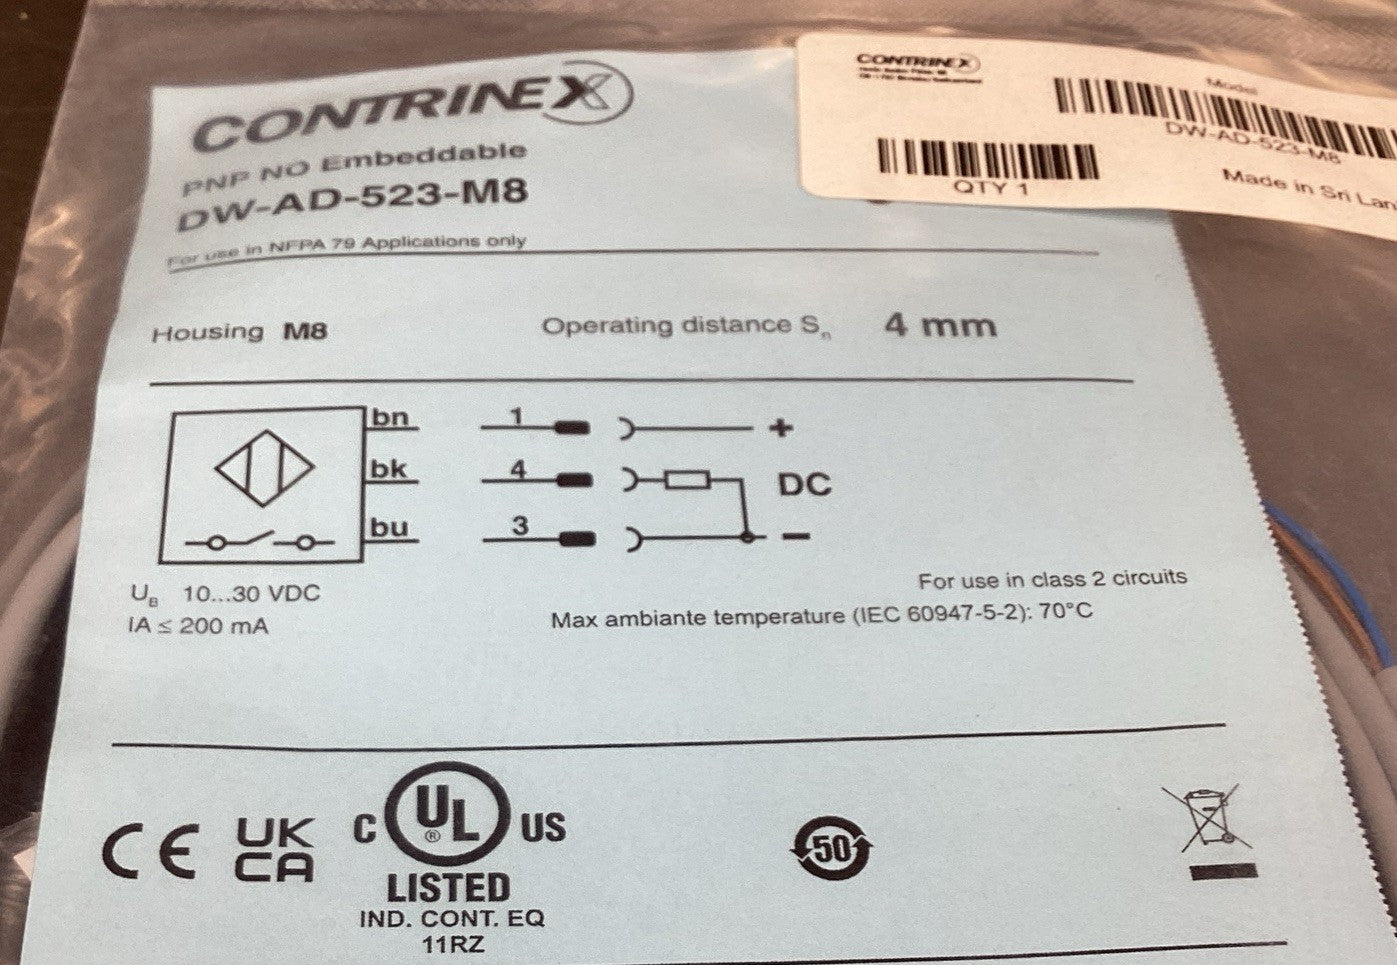 CONTRINEX
PNP NO Embeddable
DW-AD-523-M8
For use in NFPA 79 Applications only
CONTRINEX
Model
DW-AD-523-M8
QTY 1
Made in Sri Lan
Housing M8
Operating distance Sn 4 mm
bn 1 +
bk 4 DC
bu 3 −
UB 10...30 VDC
IA ≤ 200 mA
For use in class 2 circuits
Max ambiante temperature (IEC 60947-5-2): 70°C
CE
UK
CA
C UL® US
LISTED
IND. CONT. EQ
11RZ
50